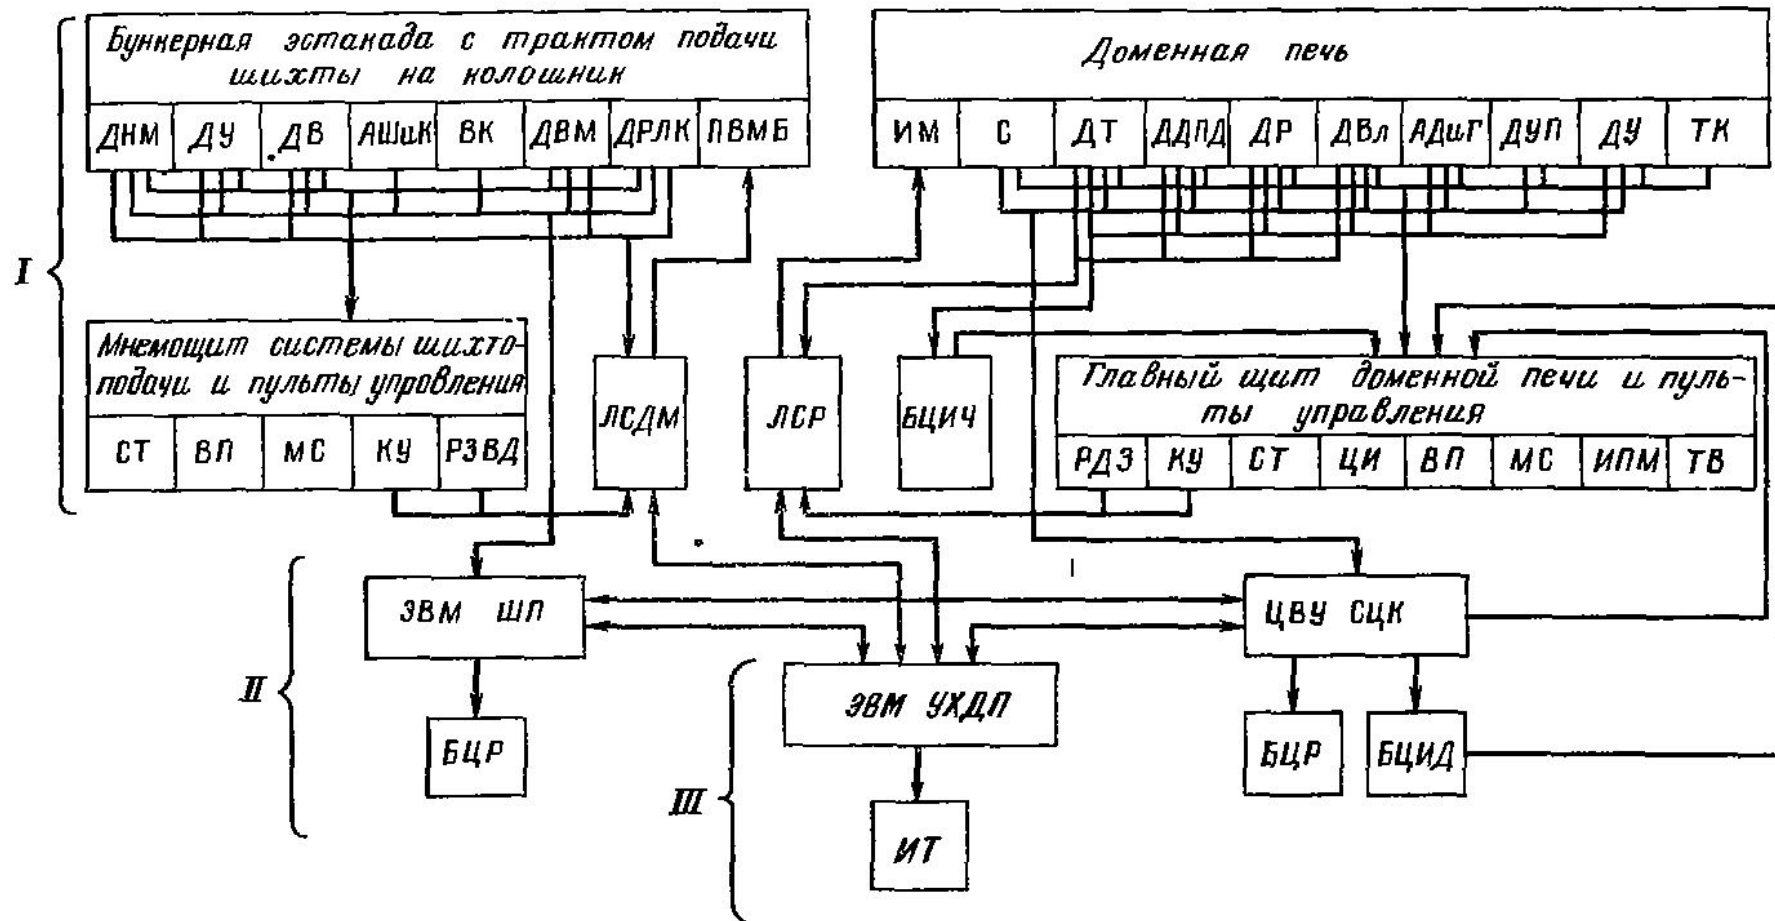 Бункерная эстакада с трактом подачи
шихты на колошник
ДНМ ДУ ДВ АШиК ВК ДВМ ДРЛК ПВМБ
Доменная печь
ИМ С ДТ ДДПД ДР ДВл АДиГ ДУП ДУ ТК
I
Мнемощит системы шихто-
подачи и пульты управления
СТ ВП МС КУ РЗВД
ЛСДМ
ЛСР
БЦИЧ
Главный щит доменной печи и пуль-
ты управления
РДЗ КУ СТ ЦИ ВП МС ИПМ ТВ
II
ЭВМ ШП
ЦВУ СЦК
БЦР
III
ЭВМ УХДП
БЦР
БЦИД
ИТ